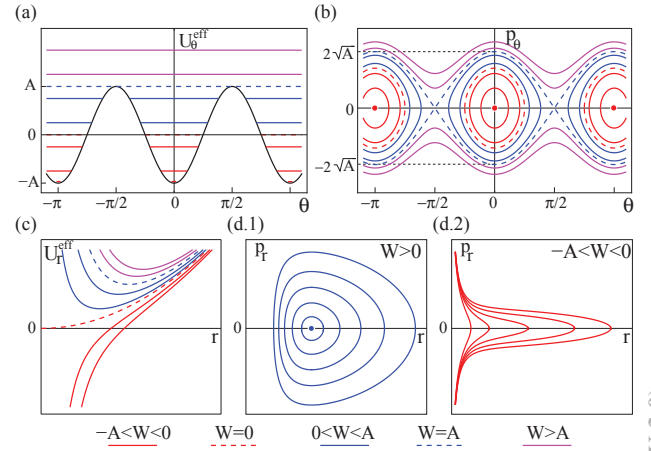 (a)
U_θ^eff
A
0
−A
−π
−π/2
0
π/2
θ
(b)
p_θ
2√A
0
−2√A
−π
−π/2
0
π/2
θ
(c)
U_r^eff
0
r
(d.1)
p_r
W>0
0
r
(d.2)
p_r
−A<W<0
0
r
−A<W<0
W=0
0<W<A
W=A
W>A